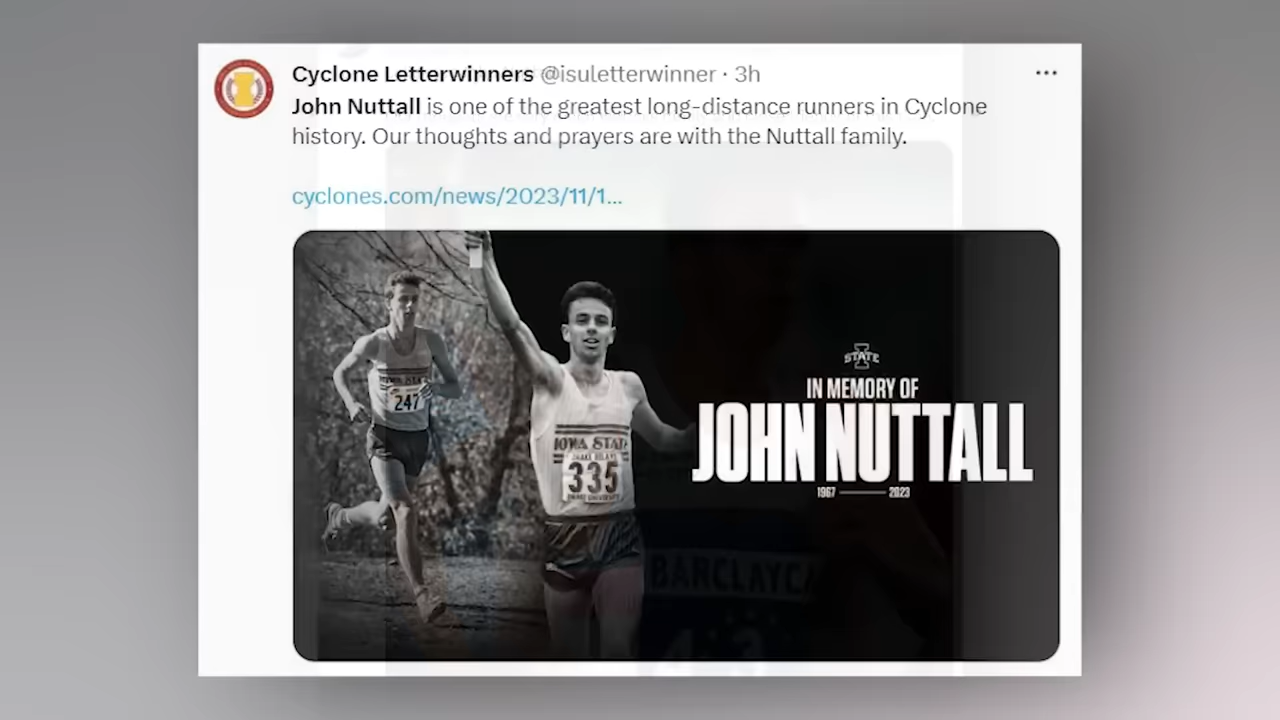 Cyclone Letterwinners @isuletterwinner · 3h
John Nuttall is one of the greatest long-distance runners in Cyclone
history. Our thoughts and prayers are with the Nuttall family.
cyclones.com/news/2023/11/1...
STATE
IN MEMORY OF
JOHN NUTTALL
1967 2023
247
IOWA STATE
335
BARCLAYCA